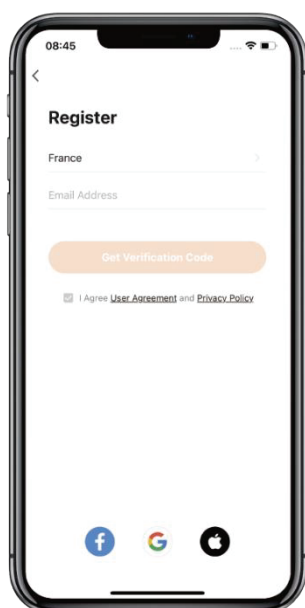 08:45
Register
France
Email Address
Get Verification Code
I Agree User Agreement and Privacy Policy